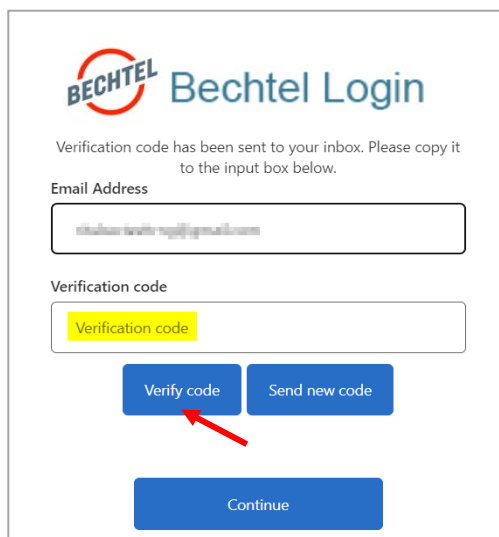 BECHTEL
Bechtel Login
Verification code has been sent to your inbox. Please copy it
to the input box below.
Email Address
Verification code
Verification code
Verify code
Send new code
Continue